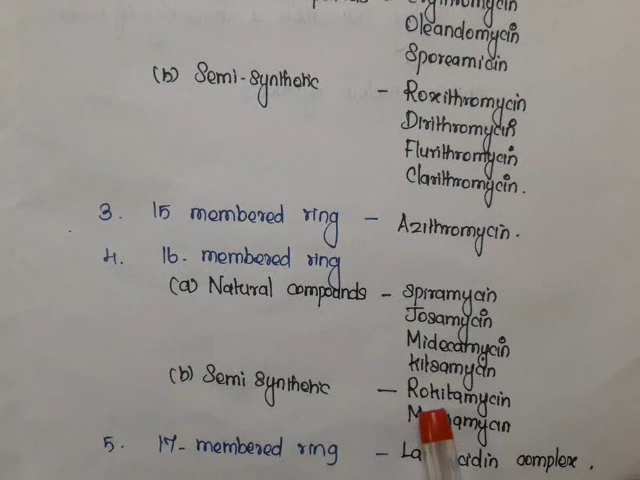 Oleandomycin
Sporeamicin
(b) Semi-synthetic - Roxithromycin
Dirithromycin
Flurithromycin
Clarithromycin.
3. 15 membered ring - Azithromycin.
4. 16- membered ring
(a) Natural compounds - Spiramycin
Josamycin
Midecamycin
Kitsamycin
(b) Semi synthetic - Rokitamycin
5. 17- membered ring - complex.